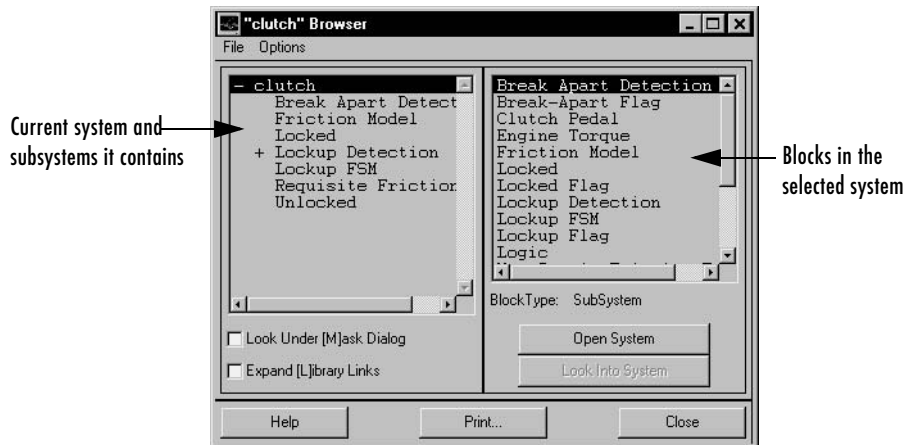 "clutch" Browser
File Options
Current system and
subsystems it contains
- clutch
Break Apart Detect
Friction Model
Locked
+ Lockup Detection
Lockup FSM
Requisite Friction
Unlocked
Break Apart Detection
Break-Apart Flag
Clutch Pedal
Engine Torque
Friction Model
Locked
Locked Flag
Lockup Detection
Lockup FSM
Lockup Flag
Logic
Blocks in the
selected system
BlockType: SubSystem
Look Under [M]ask Dialog
Expand [L]ibrary Links
Open System
Look Into System
Help Print... Close